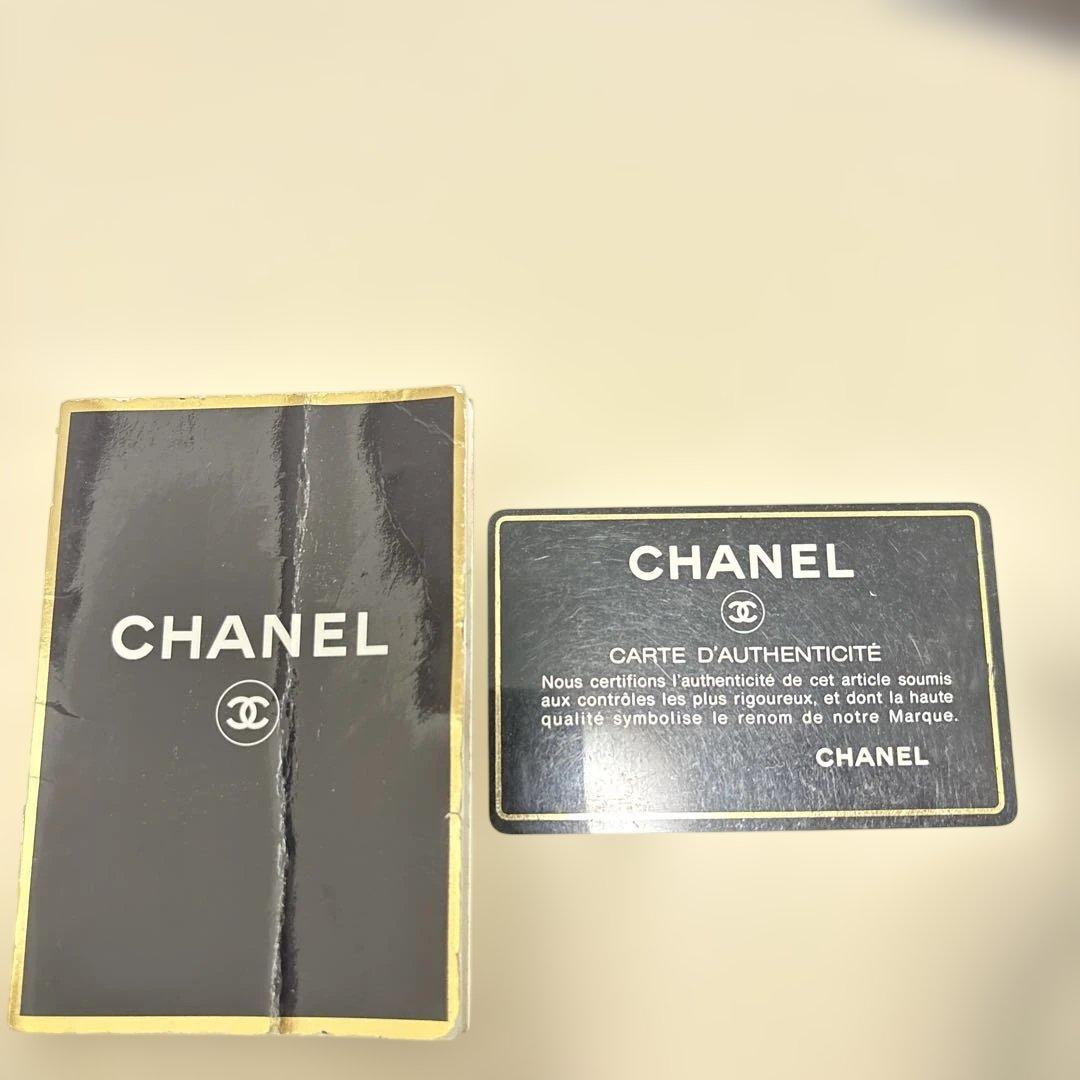 CHANEL
CHANEL
CARTE D'AUTHENTICITÉ
Nous certifions l'authenticité de cet article soumis
aux contrôles les plus rigoureux, et dont la haute
qualité symbolise le renom de notre Marque.
CHANEL